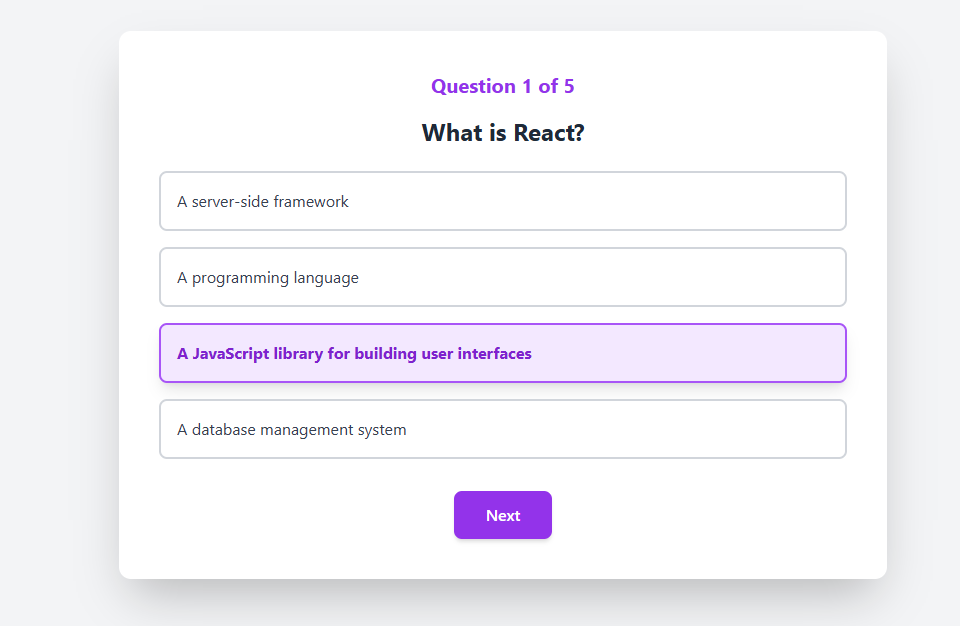 Question 1 of 5
What is React?
A server-side framework
A programming language
A JavaScript library for building user interfaces
A database management system
Next